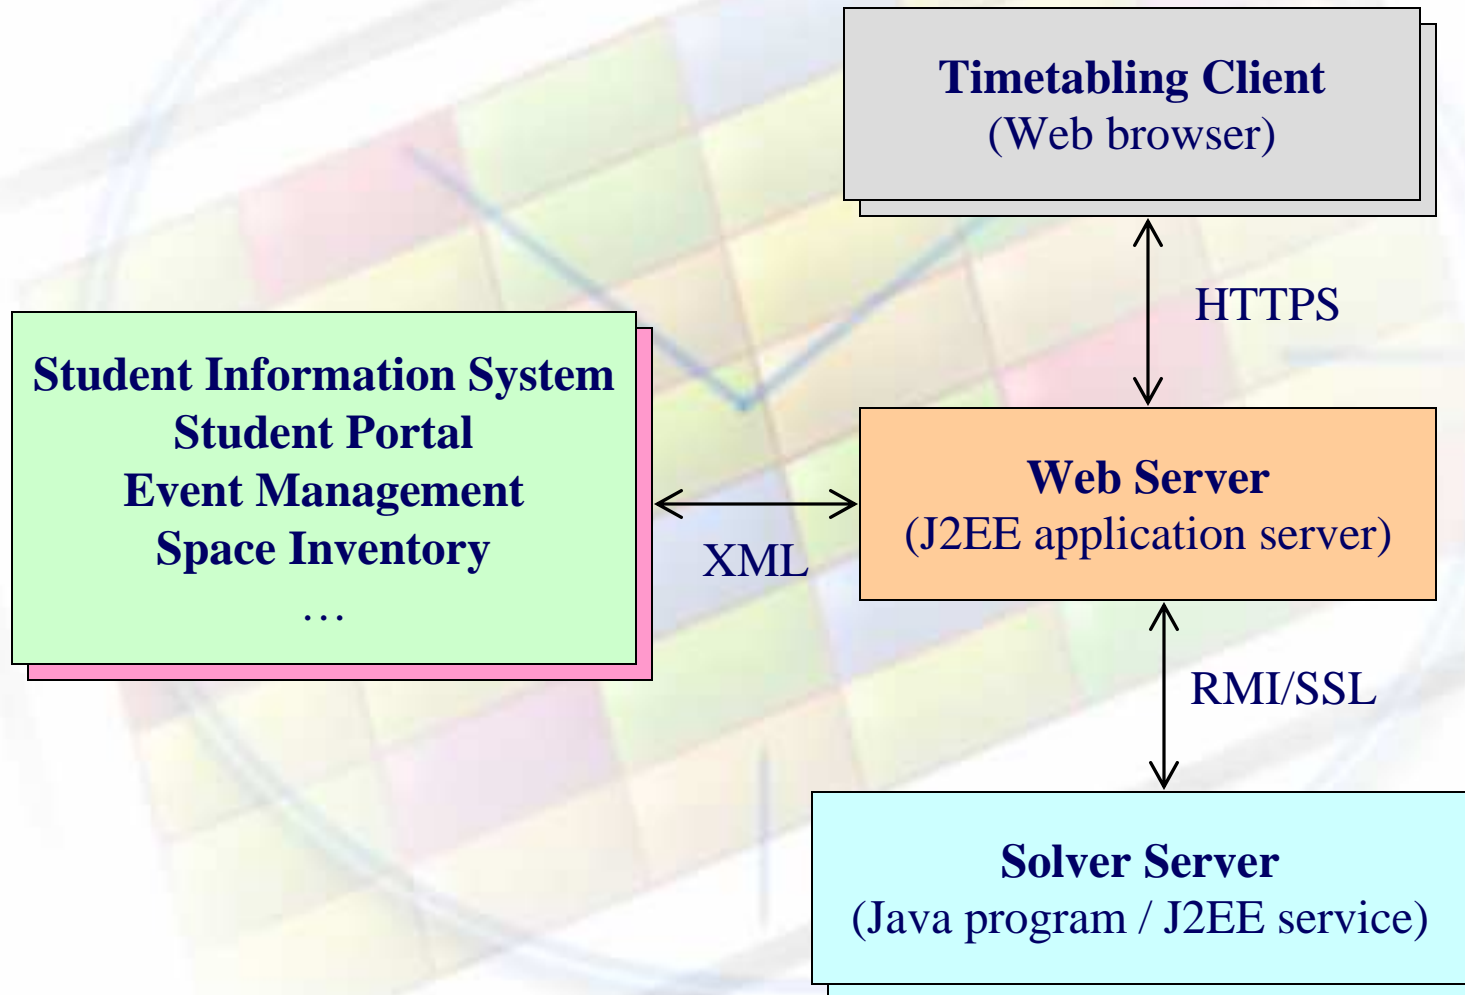 Timetabling Client
(Web browser)
HTTPS
Student Information System
Student Portal
Event Management
Space Inventory
…
XML
Web Server
(J2EE application server)
RMI/SSL
Solver Server
(Java program / J2EE service)